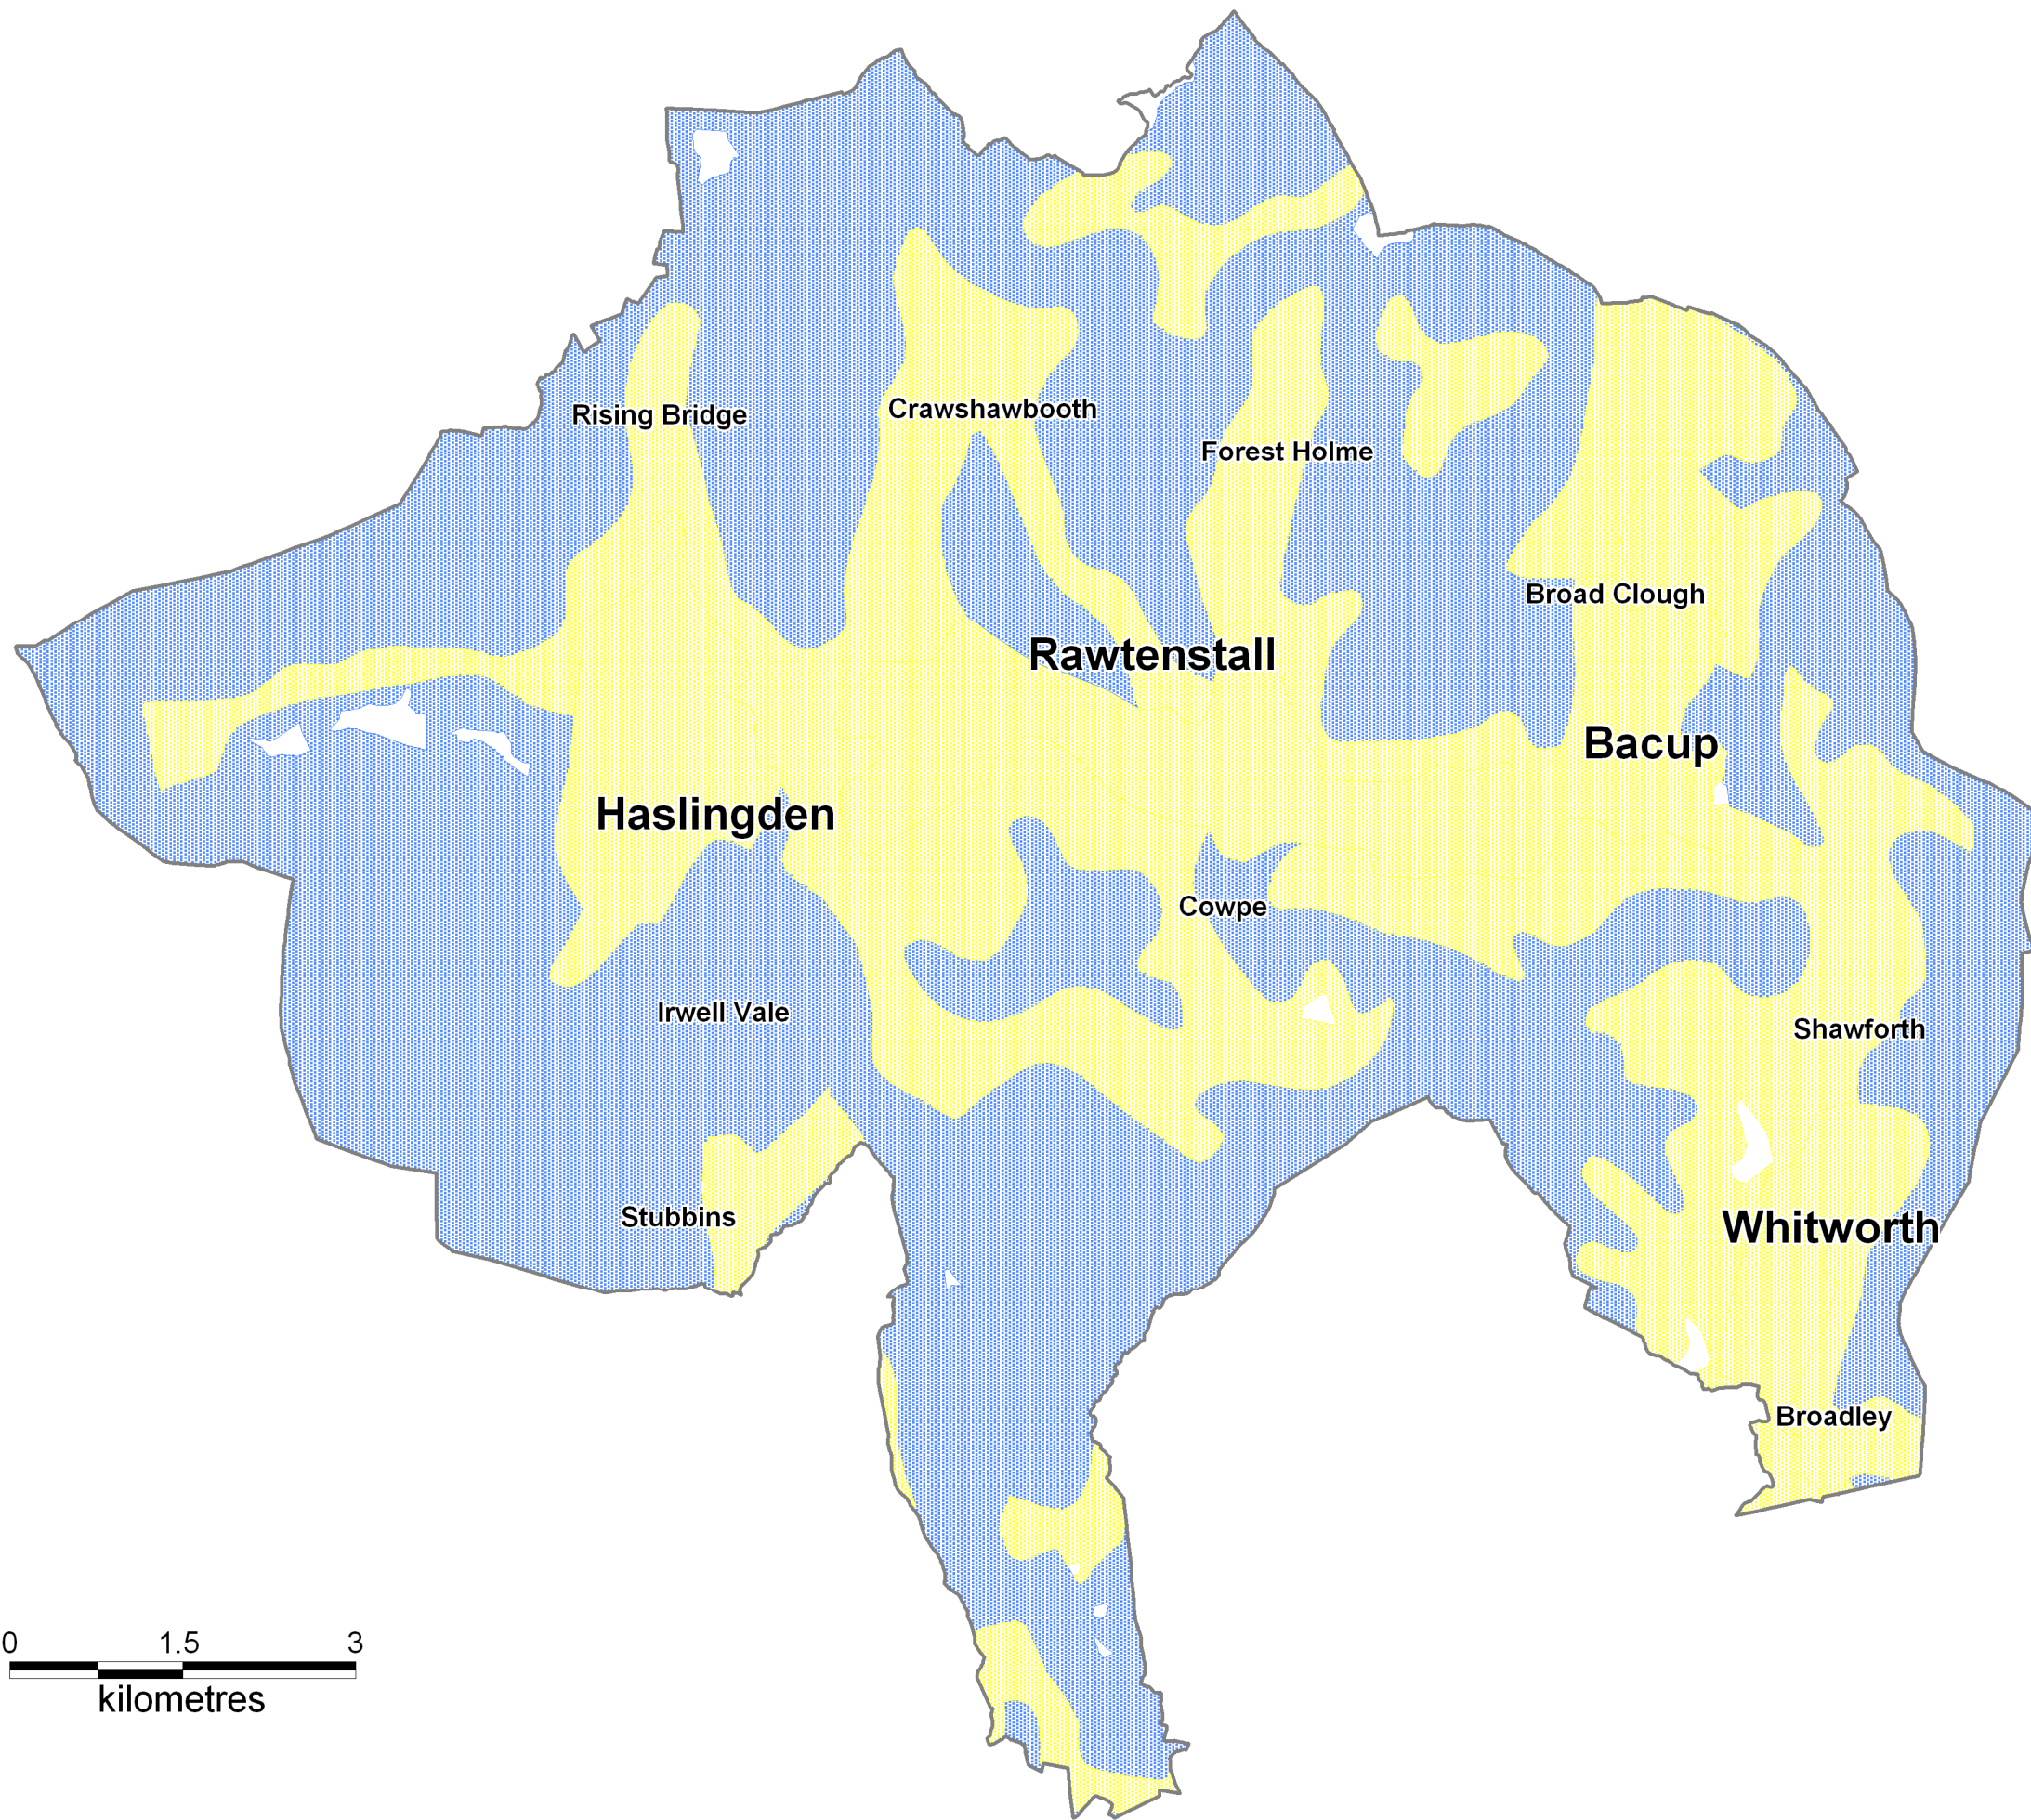 Rising Bridge
Crawshawbooth
Forest Holme
Broad Clough
Rawtenstall
Bacup
Haslingden
Cowpe
Irwell Vale
Shawforth
Stubbins
Whitworth
Broadley
0 1.5 3
kilometres